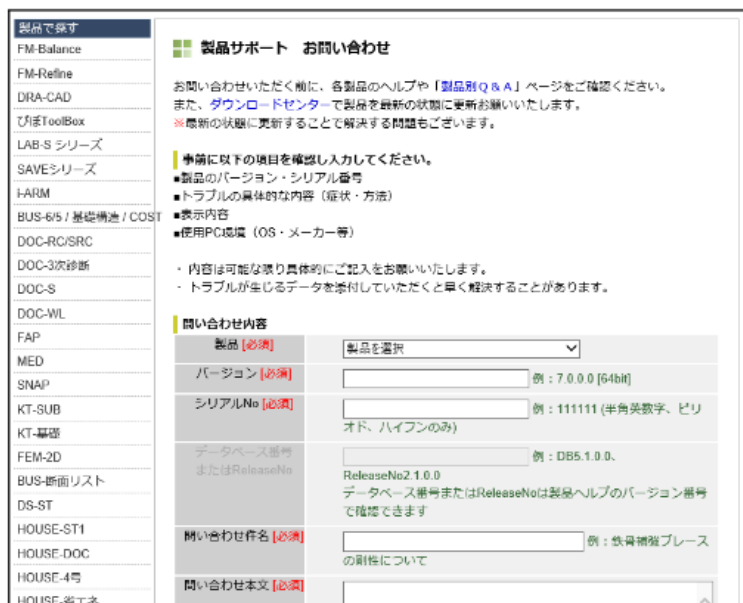 製品で探す
FM-Balance
FM-Refine
DRA-CAD
びぽToolBox
LAB-S シリーズ
SAVEシリーズ
i-ARM
BUS-6/5 / 基礎構造 / COST
DOC-RC/SRC
DOC-3次診断
DOC-S
DOC-WL
FAP
MED
SNAP
KT-SUB
KT-基礎
FEM-2D
BUS-断面リスト
DS-ST
HOUSE-ST1
HOUSE-DOC
HOUSE-4号
HOUSE-省エネ
製品サポート お問い合わせ
お問い合わせいただく前に、各製品のヘルプや「製品別Q&A」ページをご確認ください。
また、ダウンロードセンターで製品を最新の状態に更新お願いいたします。
※最新の状態に更新することで解決する問題もございます。
事前に以下の項目を確認し入力してください。
■製品のバージョン・シリアル番号
■トラブルの具体的な内容(症状・方法)
■表示内容
■使用PC環境(OS・メーカー等)
・ 内容は可能な限り具体的にご記入をお願いいたします。
・ トラブルが生じるデータを添付していただくと早く解決することがあります。
問い合わせ内容
製品 [必須] 製品を選択
バージョン [必須] 例:7.0.0.0 [64bit]
シリアルNo [必須] 例:111111 (半角英数字、ピリ
オド、ハイフンのみ)
データベース番号 例:DB5.1.0.0、
またはReleaseNo ReleaseNo2.1.0.0
データベース番号またはReleaseNoは製品ヘルプのバージョン番号
で確認できます
問い合わせ件名 [必須] 例:鉄骨補強ブレース
の剛性について
問い合わせ本文 [必須]